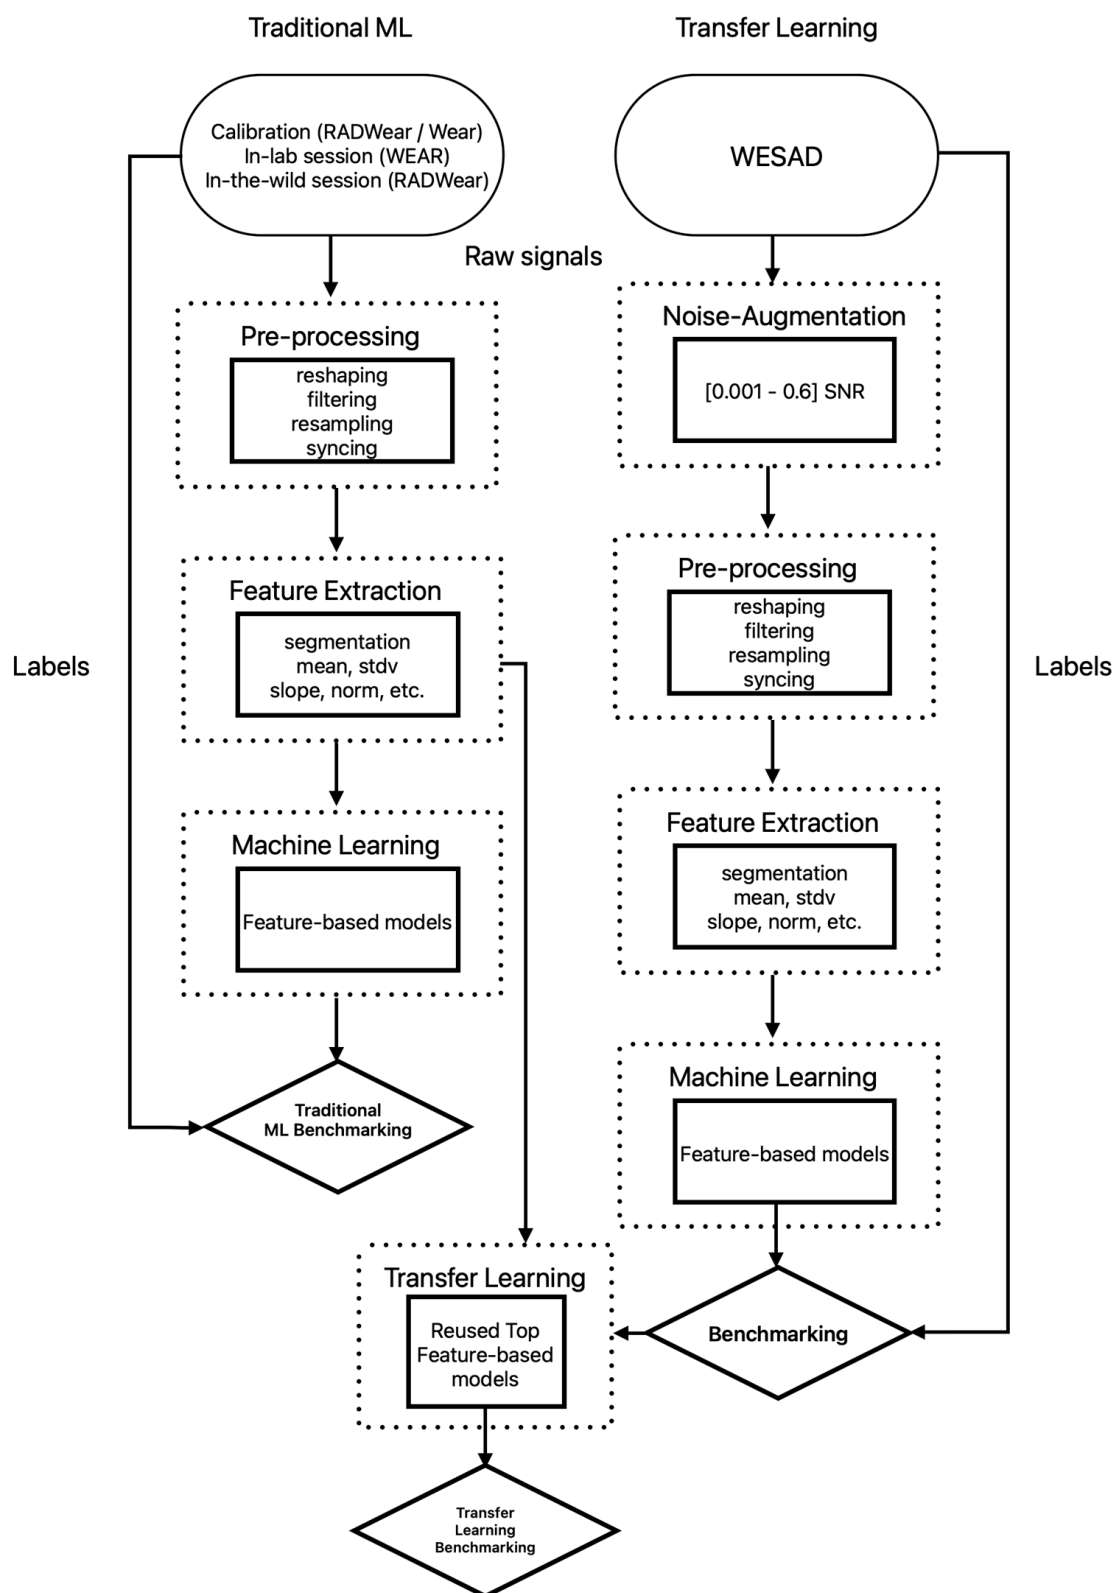 Traditional ML
Transfer Learning
Calibration (RADWear / Wear)
In-lab session (WEAR)
In-the-wild session (RADWear)
WESAD
Raw signals
Pre-processing
reshaping
filtering
resampling
syncing
Noise-Augmentation
[0.001 - 0.6] SNR
Feature Extraction
segmentation
mean, stdv
slope, norm, etc.
Pre-processing
reshaping
filtering
resampling
syncing
Labels
Labels
Machine Learning
Feature-based models
Feature Extraction
segmentation
mean, stdv
slope, norm, etc.
Traditional
ML Benchmarking
Machine Learning
Feature-based models
Transfer Learning
Reused Top
Feature-based
models
Benchmarking
Transfer
Learning
Benchmarking